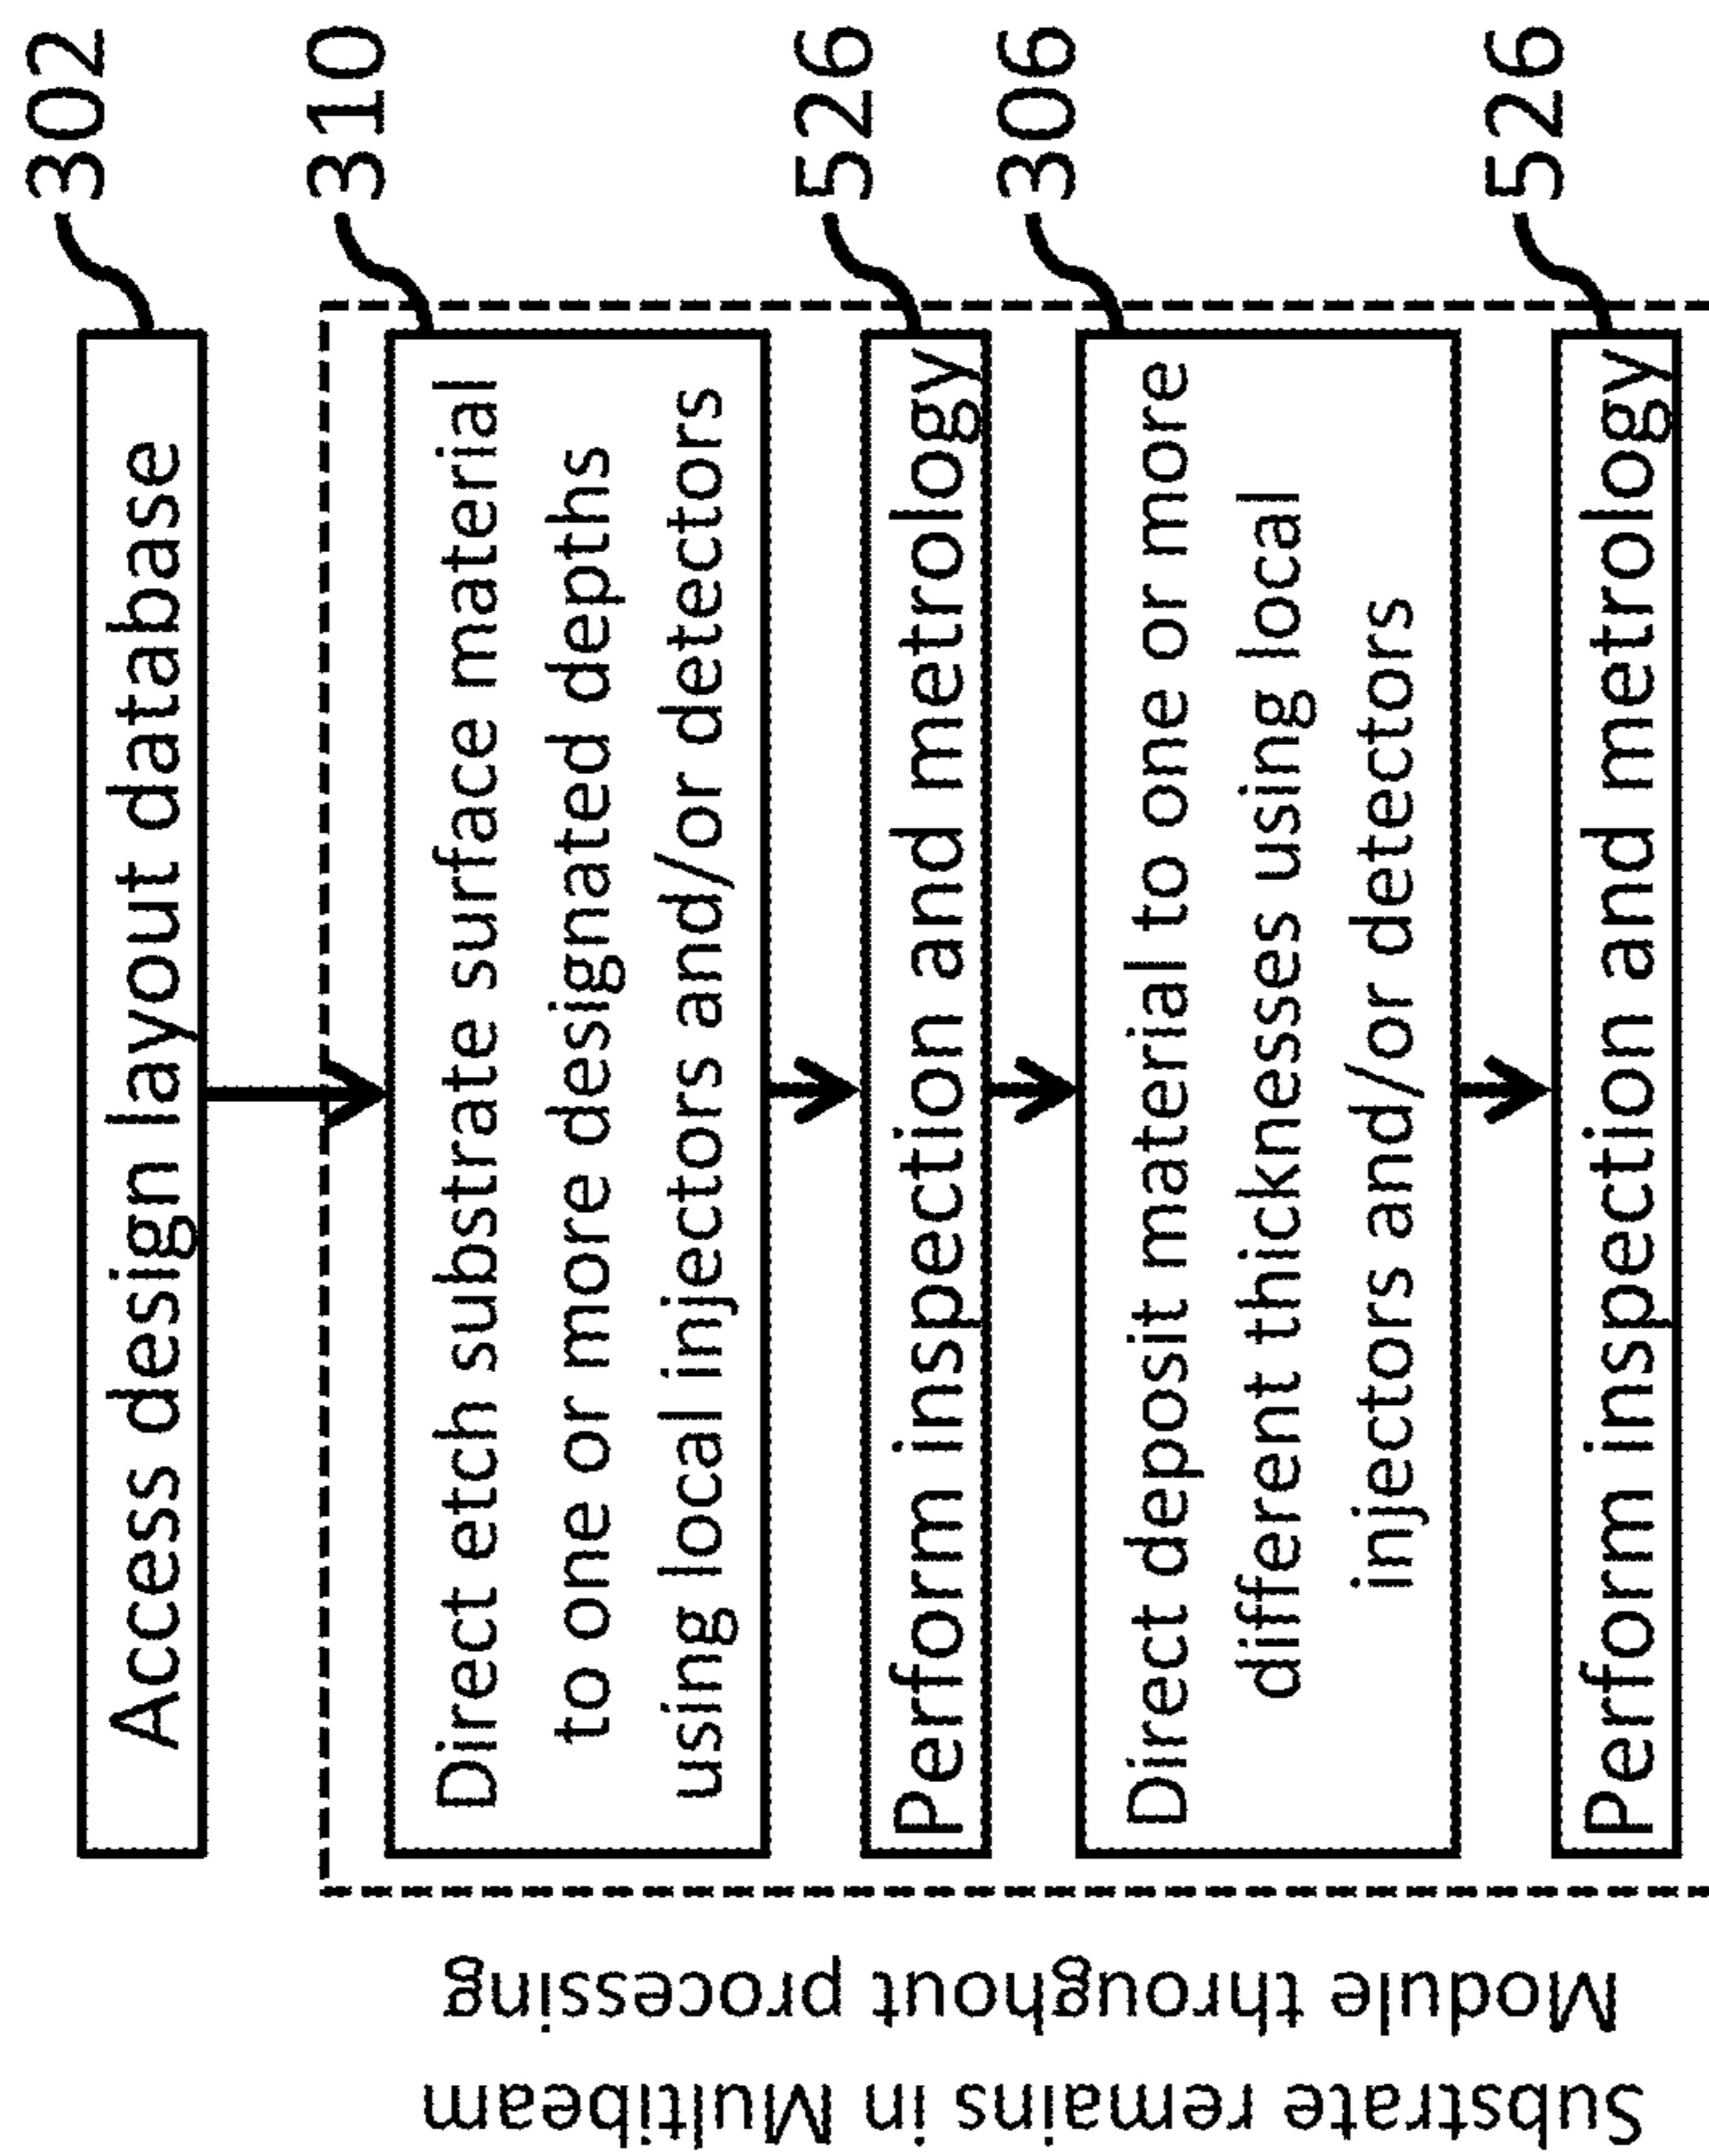 Access design layout database
302
Direct etch substrate surface material
to one or more designated depths
using local injectors and/or detectors
310
Perform inspection and metrology
526
Direct deposit material to one or more
different thicknesses using local
injectors and/or detectors
306
Perform inspection and metrology
526
Substrate remains in Multibeam
Module throughout processing